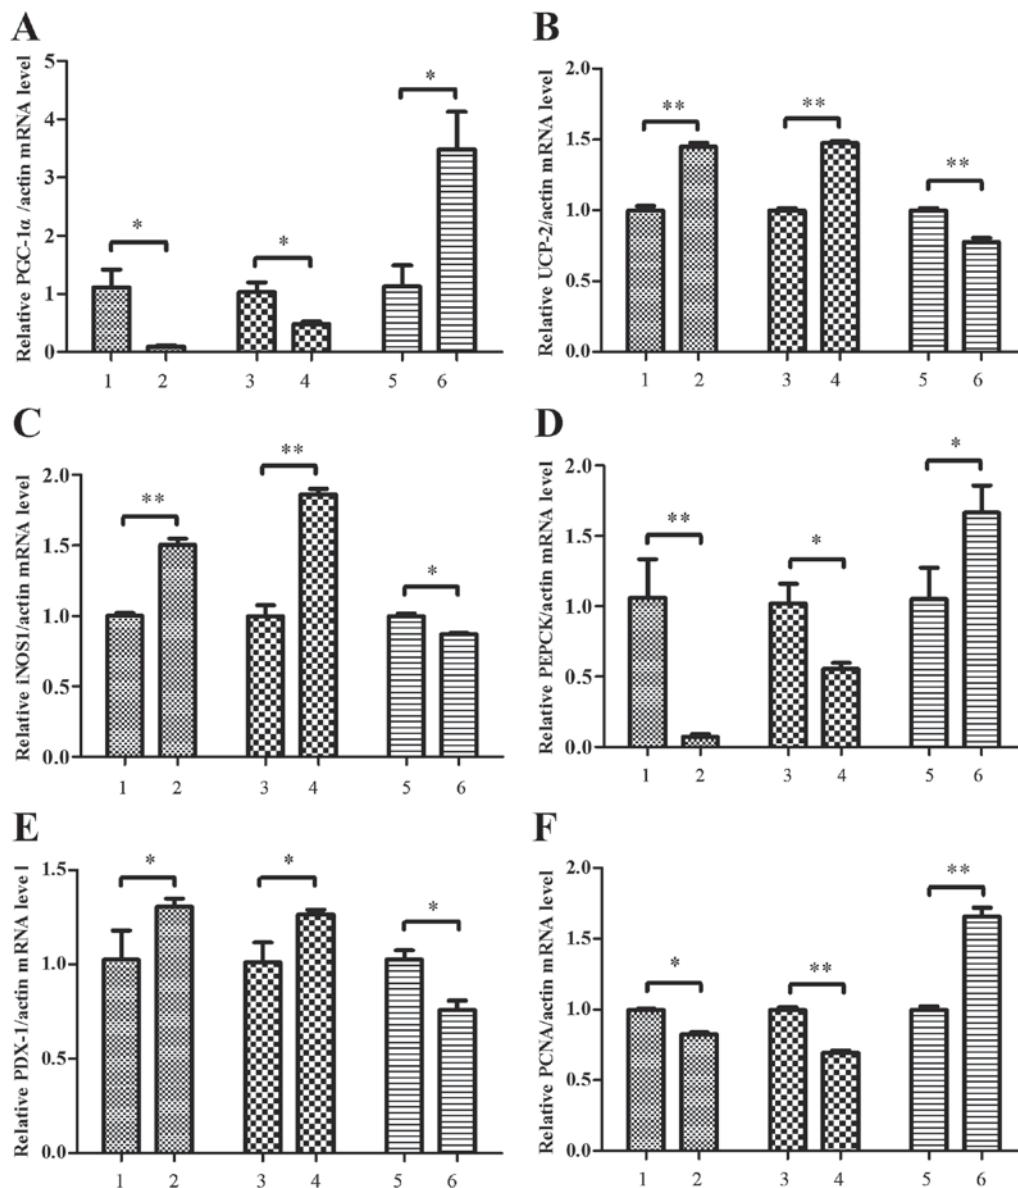 A
Relative PGC-1α /actin mRNA level
5
4
3
2
1
0
*
*
*
1 2 3 4 5 6
B
Relative UCP-2/actin mRNA level
2.0
1.5
1.0
0.5
0.0
**
**
**
1 2 3 4 5 6
C
Relative iNOS1/actin mRNA level
2.0
1.5
1.0
0.5
0.0
**
**
*
1 2 3 4 5 6
D
Relative PEPCK/actin mRNA level
2.0
1.5
1.0
0.5
0.0
**
*
*
1 2 3 4 5 6
E
Relative PDX-1/actin mRNA leve l
1.5
1.0
0.5
0.0
*
*
*
1 2 3 4 5 6
F
Relative PCNA/actin mRNA level
2.0
1.5
1.0
0.5
0.0
*
**
**
1 2 3 4 5 6